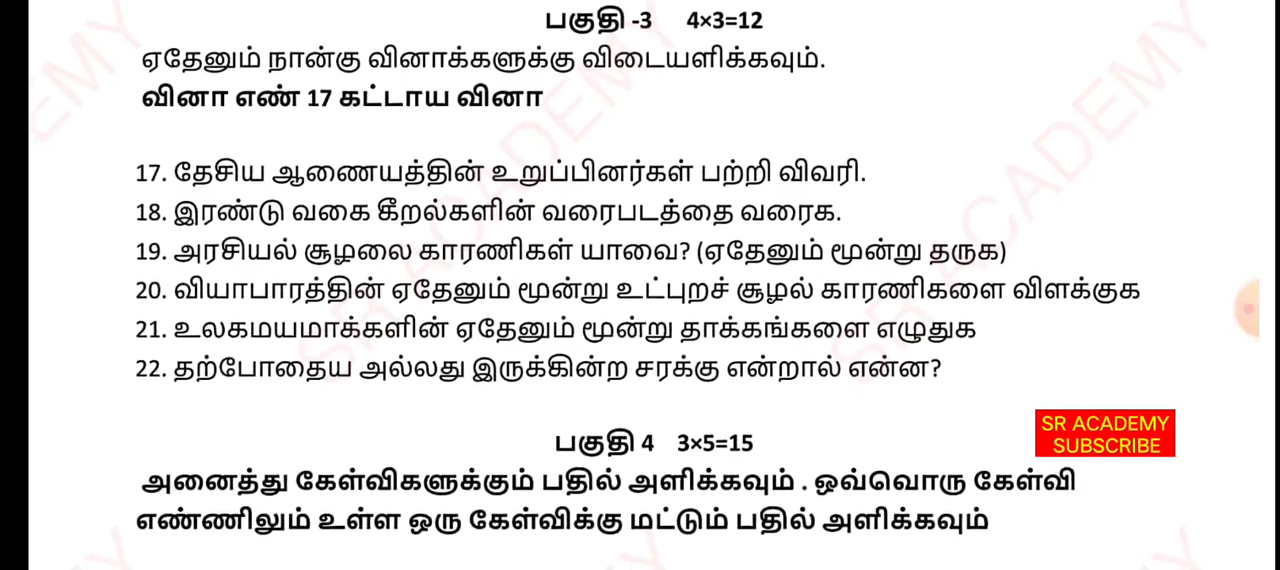 பகுதி -3 4×3=12
ஏதேனும் நான்கு வினாக்களுக்கு விடையளிக்கவும்.
வினா எண் 17 கட்டாய வினா
17. தேசிய ஆணையத்தின் உறுப்பினர்கள் பற்றி விவரி.
18. இரண்டு வகை கீறல்களின் வரைபடத்தை வரைக.
19. அரசியல் சூழலை காரணிகள் யாவை? (ஏதேனும் மூன்று தருக)
20. வியாபாரத்தின் ஏதேனும் மூன்று உட்புறச் சூழல் காரணிகளை விளக்குக
21. உலகமயமாக்களின் ஏதேனும் மூன்று தாக்கங்களை எழுதுக
22. தற்போதைய அல்லது இருக்கின்ற சரக்கு என்றால் என்ன?
SR ACADEMY
SUBSCRIBE
பகுதி 4 3×5=15
அனைத்து கேள்விகளுக்கும் பதில் அளிக்கவும் . ஒவ்வொரு கேள்வி
எண்ணிலும் உள்ள ஒரு கேள்விக்கு மட்டும் பதில் அளிக்கவும்
SR ACADEMY
SR ACADEMY